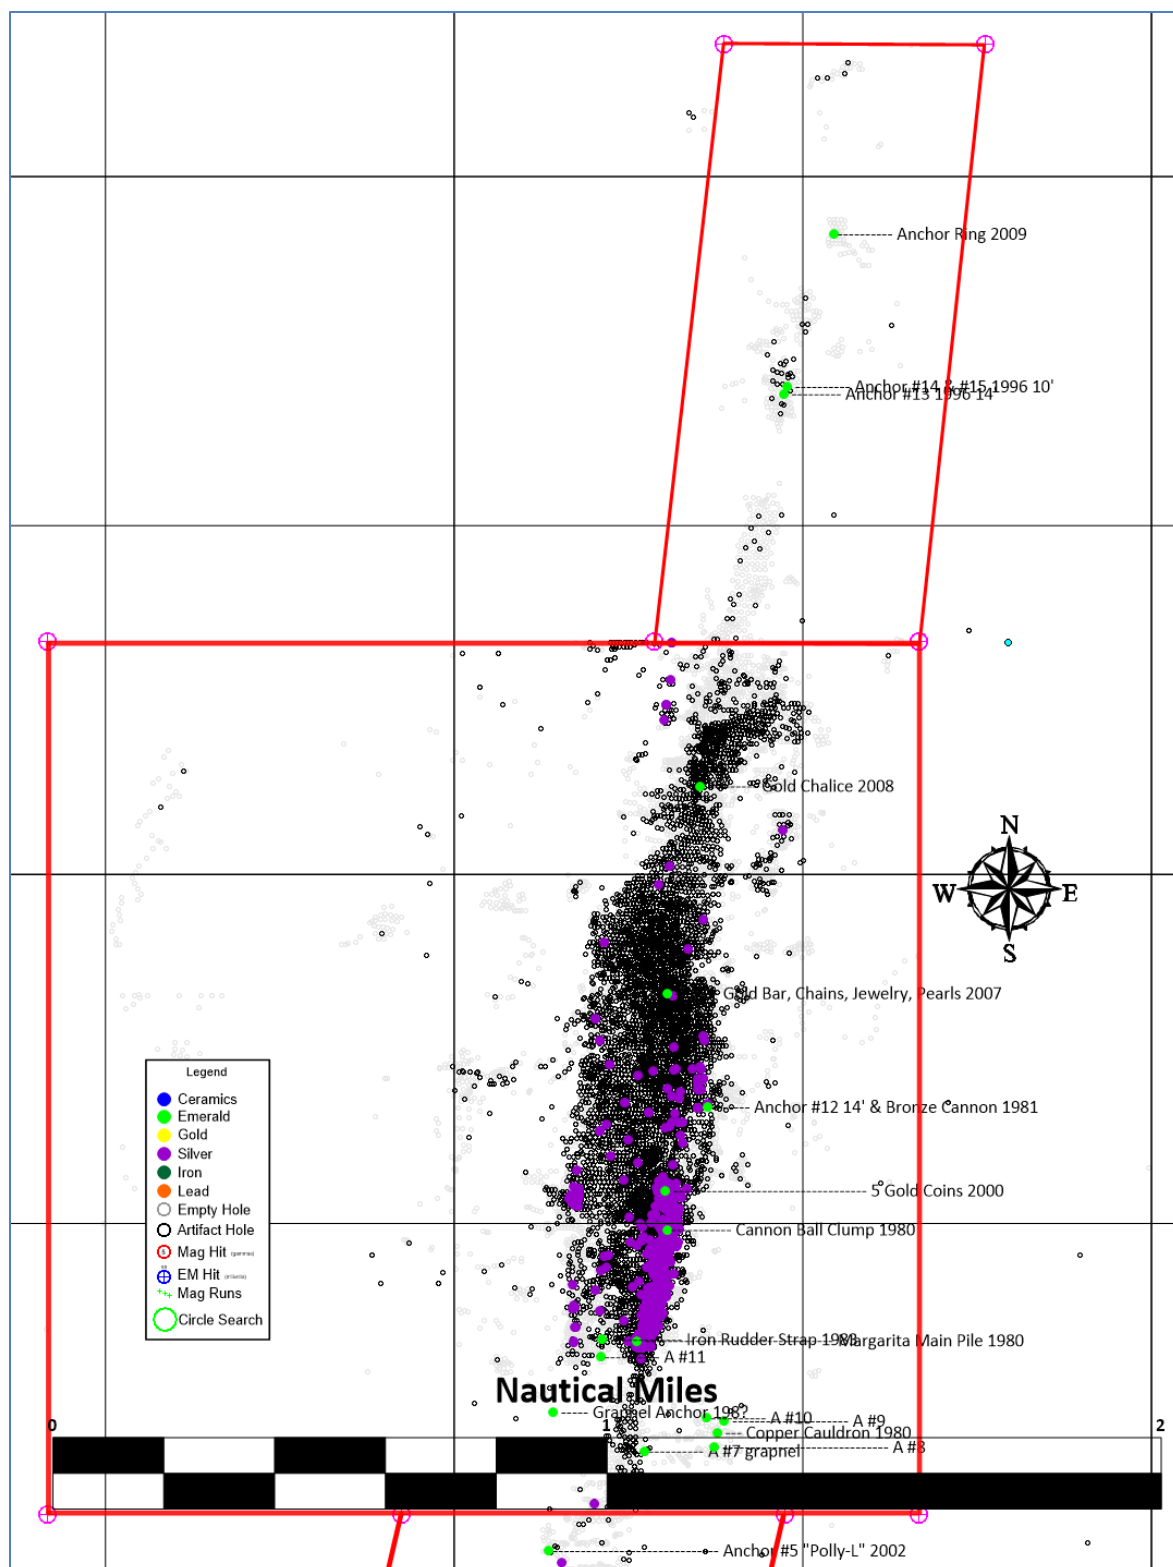 Anchor Ring 2009
Anchor #14 & #15 1996 10'
Anchor #13 1996 14'
Gold Chalice 2008
N
W E
S
Gold Bar, Chains, Jewelry, Pearls 2007
Legend
Ceramics
Emerald
Gold
Silver
Iron
Lead
Empty Hole
Artifact Hole
Mag Hit (gammas)
EM Hit
Mag Runs
Circle Search
Anchor #12 14' & Bronze Cannon 1981
5 Gold Coins 2000
Cannon Ball Clump 1980
Iron Rudder Strap 1983
Margarita Main Pile 1980
A #11
Nautical Miles
Grapnel Anchor 198?
A #10
A #9
0 1 2
Copper Cauldron 1980
A #8
A #7 grapnel
Anchor #5 "Polly-L" 2002